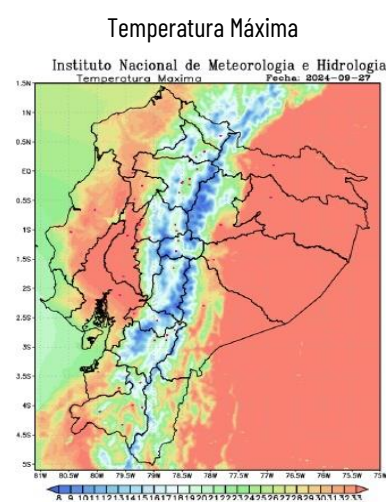 Temperatura Máxima
Instituto Nacional de Meteorologia e Hidrologia
Temperatura Maxima Fecha: 2024-09-27
1.5N
1N
0.5N
EQ
0.5S
1S
1.5S
2S
2.5S
3S
3.5S
4S
4.5S
5S
81W 80.5W 80W 79.5W 79W 78.5W 78W 77.5W 77W 76.5W 76W 75.5W 75W
8 9 10 11 12 13 14 15 16 17 18 19 20 21 22 23 24 25 26 27 28 29 30 31 32 33